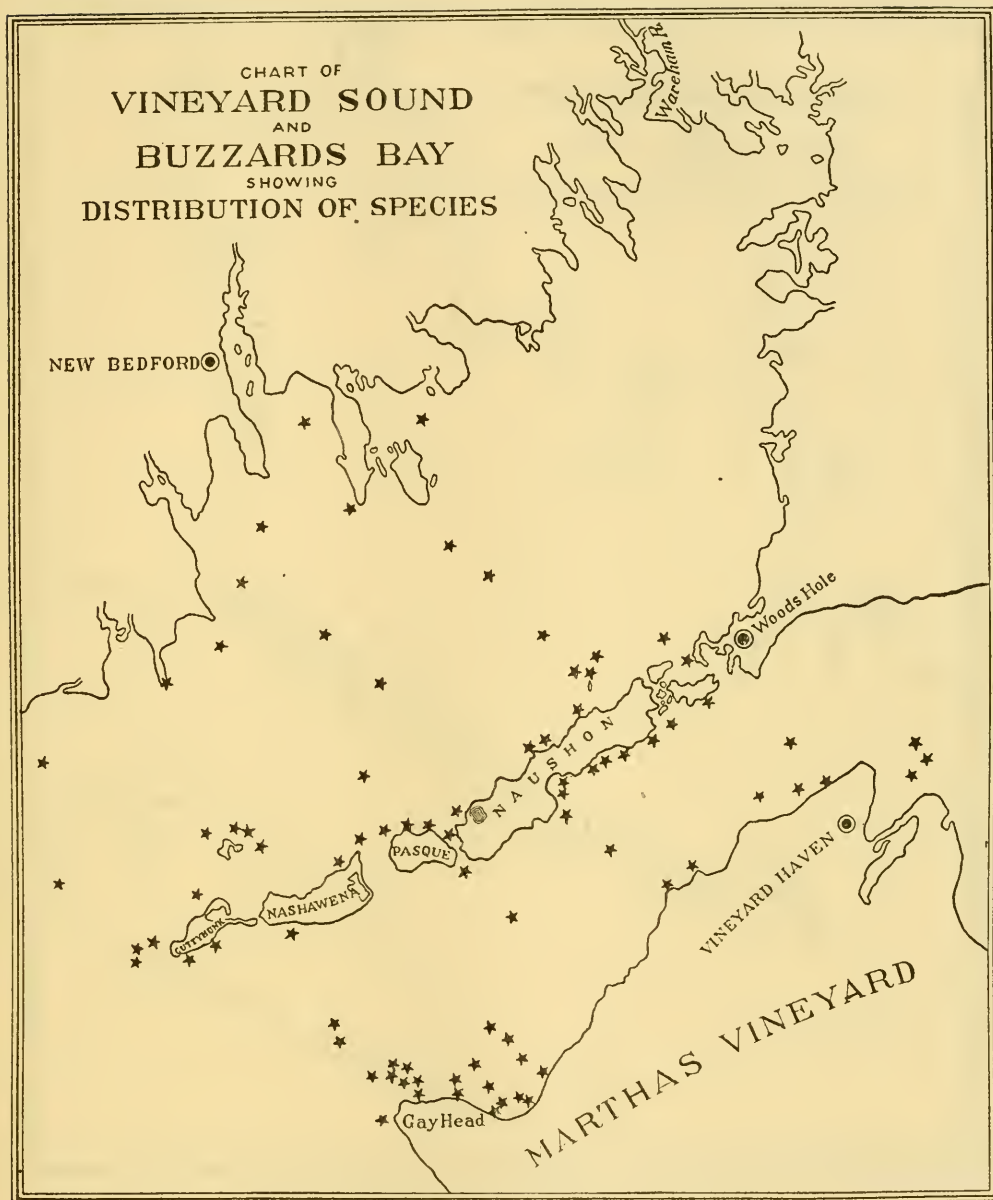 CHART OF
VINEYARD SOUND
AND
BUZZARDS BAY
SHOWING
DISTRIBUTION OF SPECIES
Wareham R.
NEW BEDFORD
Woods Hole
NAUSHON
PASQUE
NASHAWENA
CUTTYHUNK
VINEYARD HAVEN
MARTHAS VINEYARD
Gay Head